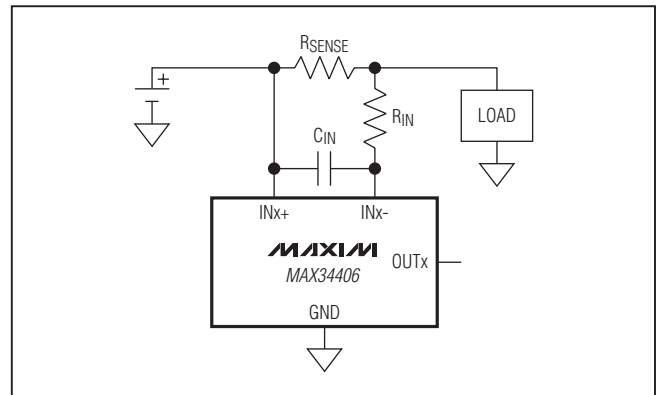 RSENSE
+
RIN
LOAD
CIN
INx+ INx-
MAXIM
OUTx
MAX34406
GND